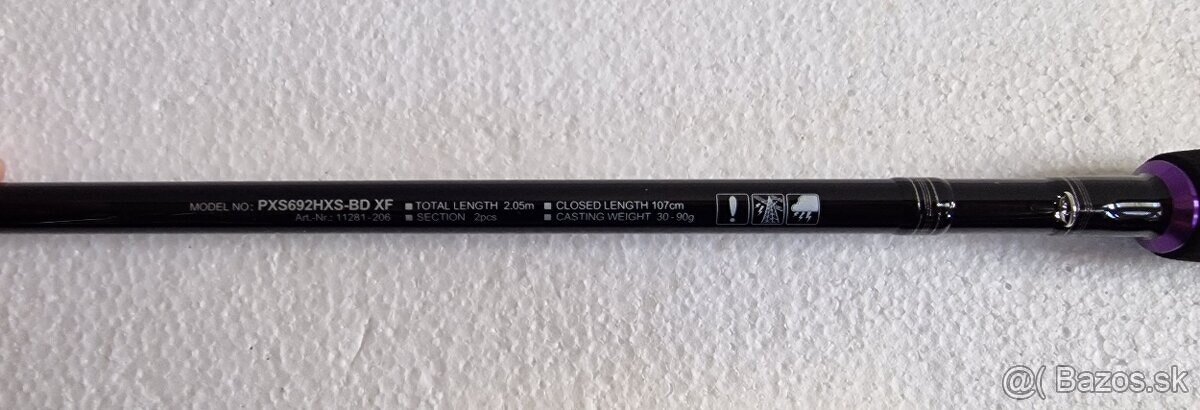 MODEL NO: PXS692HXS-BD XF ■ TOTAL LENGTH 2.05m ■ CLOSED LENGTH 107cm
Art.-Nr.: 11281-206 ■ SECTION 2pcs ■ CASTING WEIGHT 30-90g
@( Bazos.sk